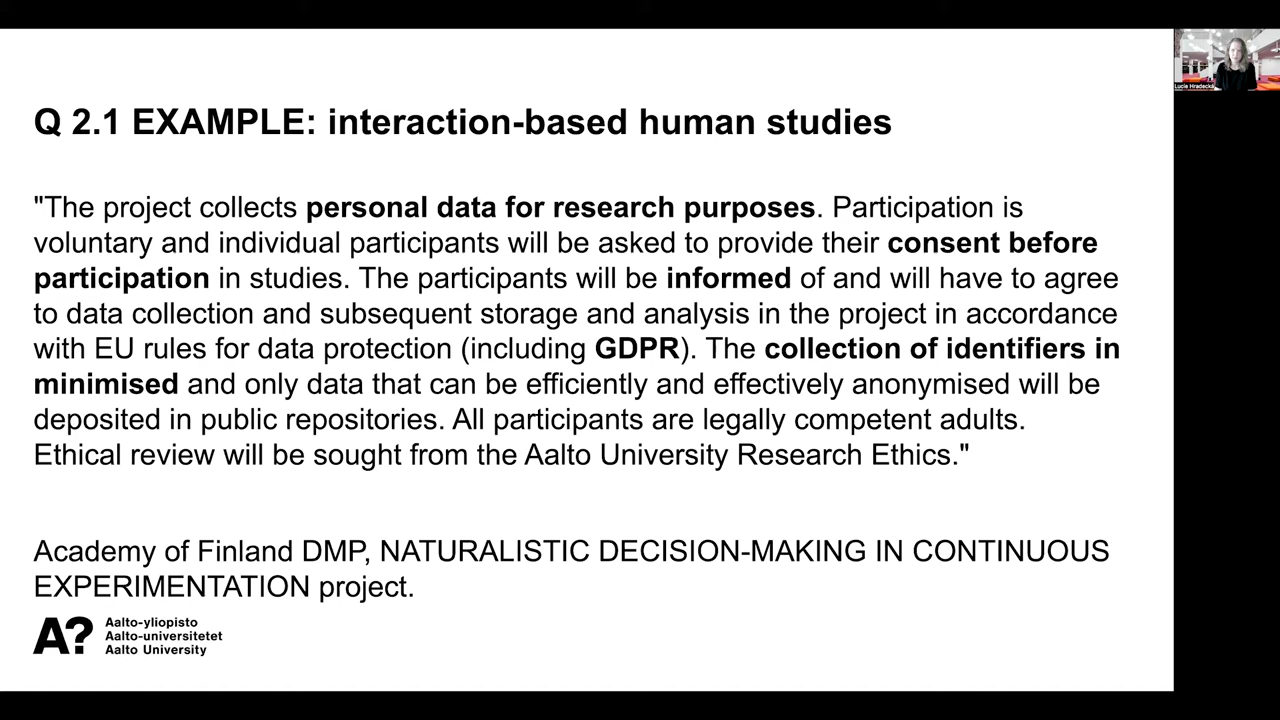 Q 2.1 EXAMPLE: interaction-based human studies
"The project collects personal data for research purposes. Participation is
voluntary and individual participants will be asked to provide their consent before
participation in studies. The participants will be informed of and will have to agree
to data collection and subsequent storage and analysis in the project in accordance
with EU rules for data protection (including GDPR). The collection of identifiers in
minimised and only data that can be efficiently and effectively anonymised will be
deposited in public repositories. All participants are legally competent adults.
Ethical review will be sought from the Aalto University Research Ethics."
Academy of Finland DMP, NATURALISTIC DECISION-MAKING IN CONTINUOUS
EXPERIMENTATION project.
A?
Aalto-yliopisto
Aalto-universitetet
Aalto University
Lucie Hradecká